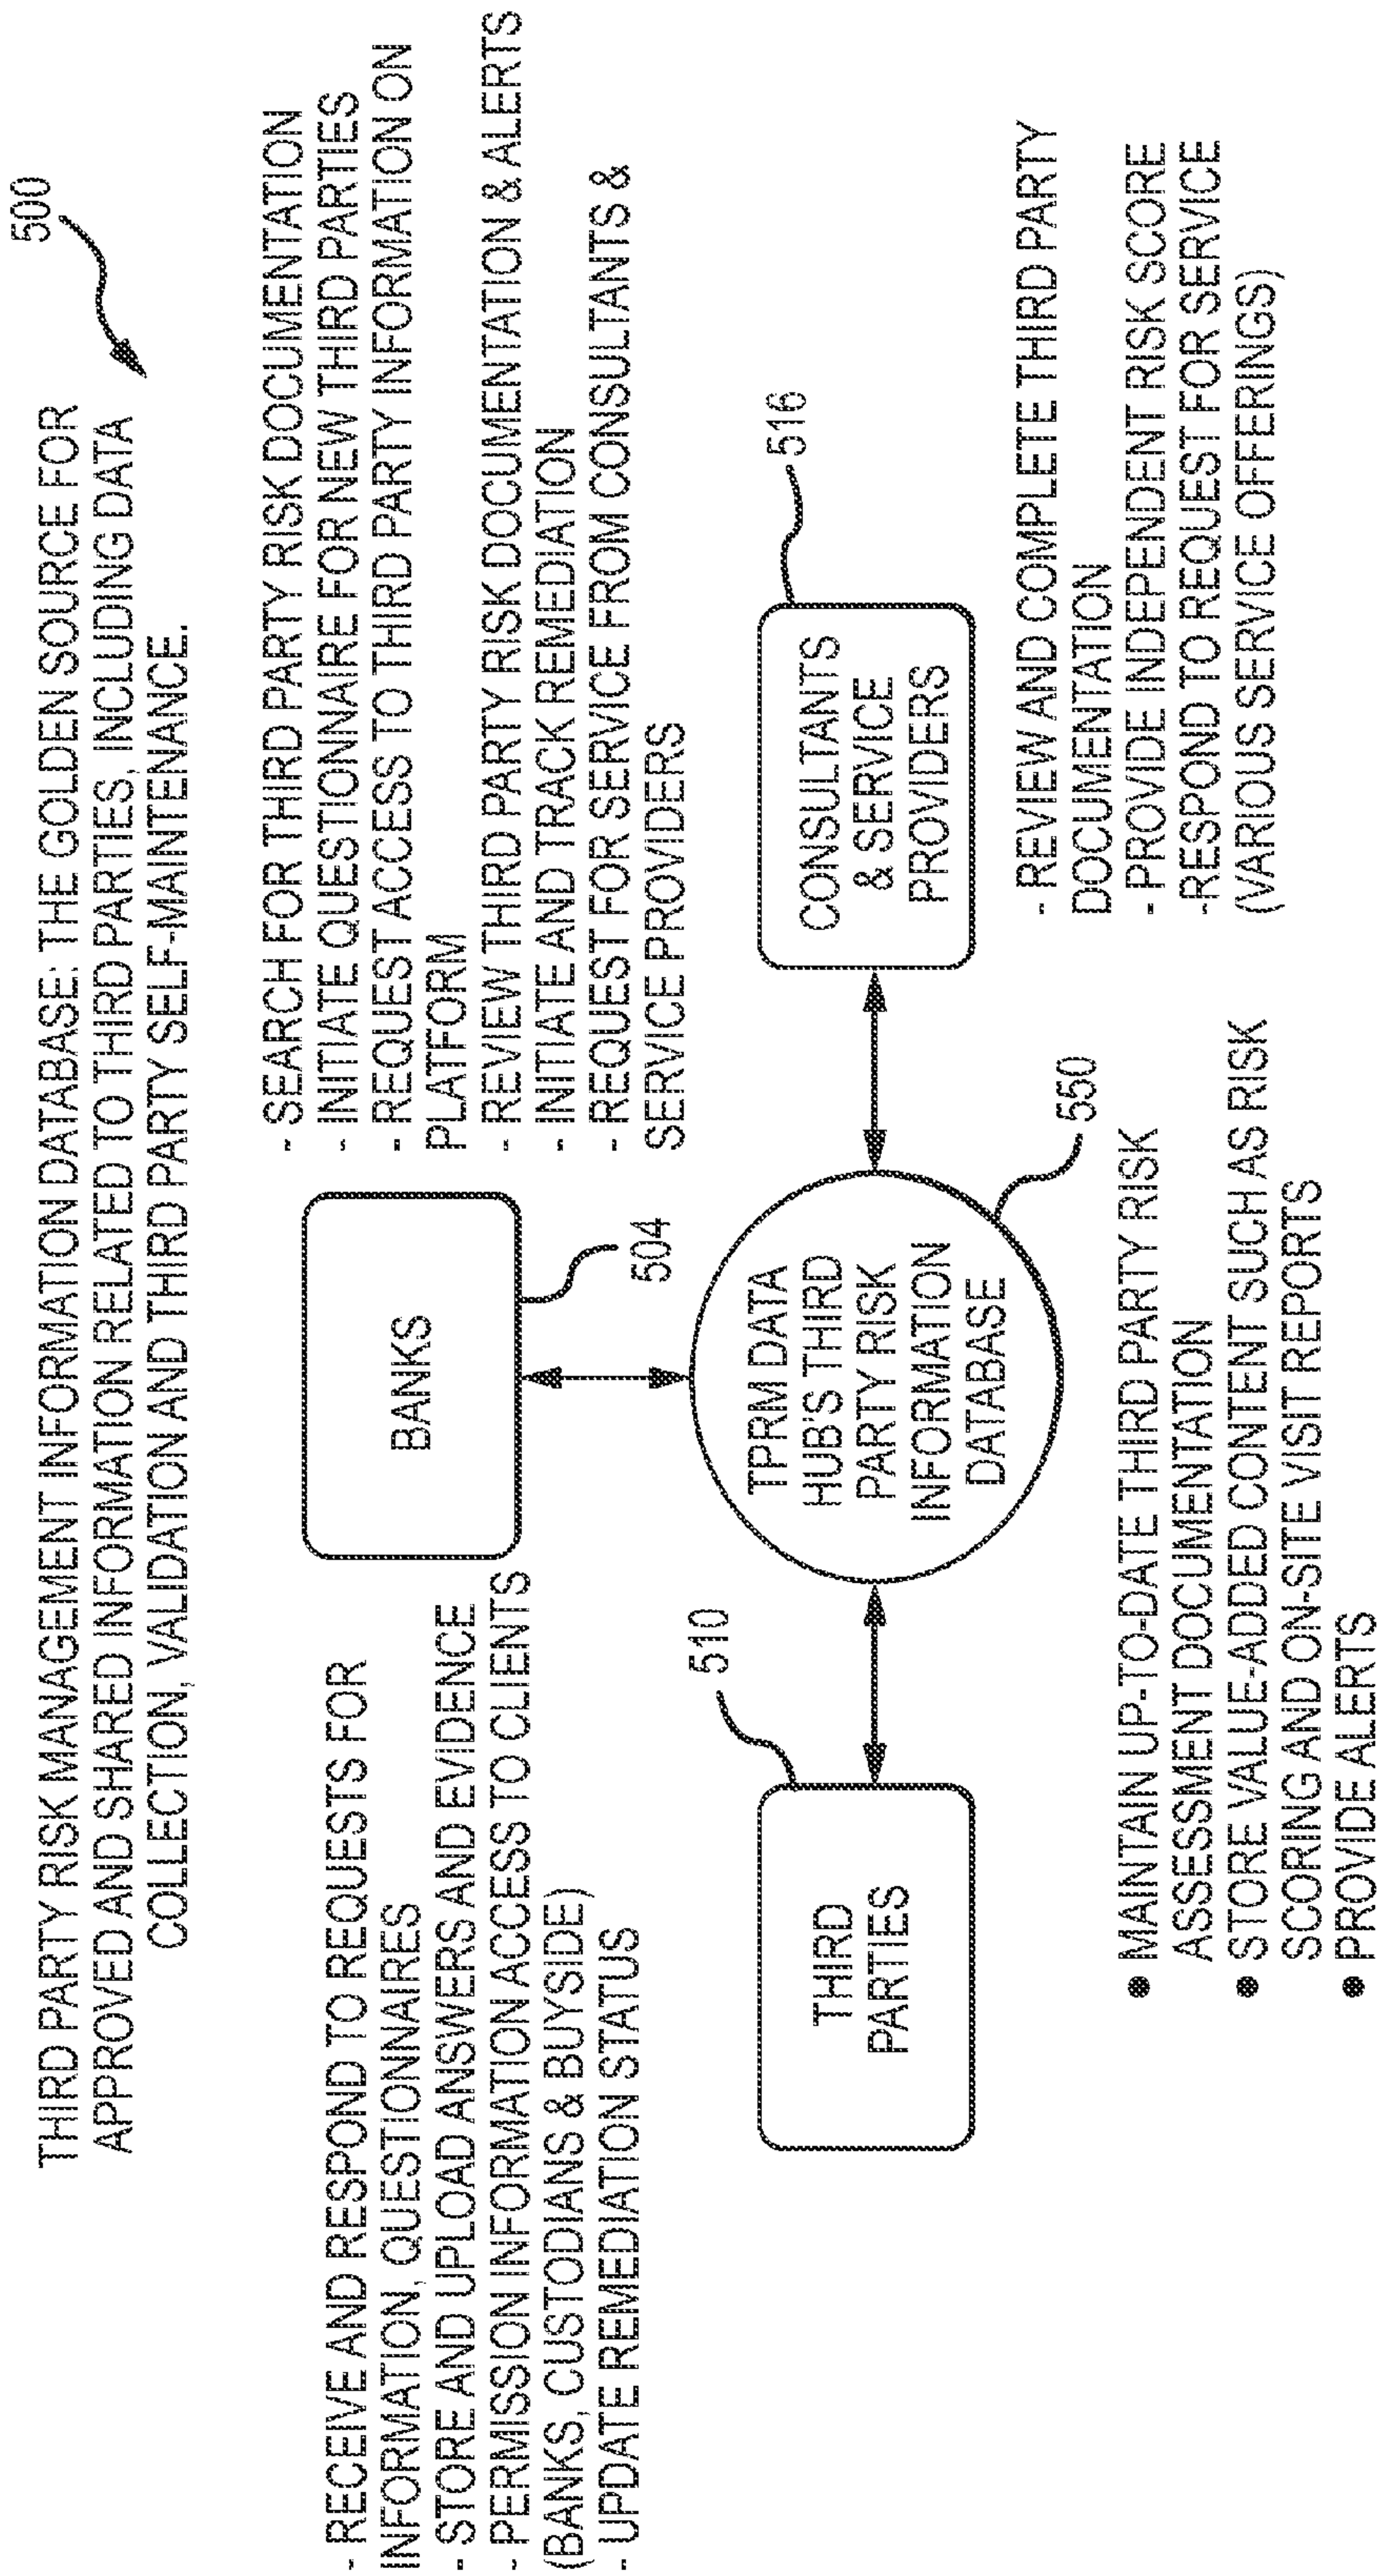 THIRD PARTY RISK MANAGEMENT INFORMATION DATABASE: THE GOLDEN SOURCE FOR
APPROVED AND SHARED INFORMATION RELATED TO THIRD PARTIES, INCLUDING DATA
COLLECTION, VALIDATION AND THIRD PARTY SELF-MAINTENANCE.
500
- RECEIVE AND RESPOND TO REQUESTS FOR
INFORMATION, QUESTIONNAIRES
- STORE AND UPLOAD ANSWERS AND EVIDENCE
- PERMISSION INFORMATION ACCESS TO CLIENTS
(BANKS, CUSTODIANS & BUYSIDE)
- UPDATE REMEDIATION STATUS
BANKS
504
- SEARCH FOR THIRD PARTY RISK DOCUMENTATION
- INITIATE QUESTIONNAIRE FOR NEW THIRD PARTIES
- REQUEST ACCESS TO THIRD PARTY INFORMATION ON
PLATFORM
- REVIEW THIRD PARTY RISK DOCUMENTATION & ALERTS
- INITIATE AND TRACK REMEDIATION
- REQUEST FOR SERVICE FROM CONSULTANTS &
SERVICE PROVIDERS
510
THIRD
PARTIES
TPRM DATA
HUB'S THIRD
PARTY RISK
INFORMATION
DATABASE
550
516
CONSULTANTS
& SERVICE
PROVIDERS
● MAINTAIN UP-TO-DATE THIRD PARTY RISK
ASSESSMENT DOCUMENTATION
● STORE VALUE-ADDED CONTENT SUCH AS RISK
SCORING AND ON-SITE VISIT REPORTS
● PROVIDE ALERTS
- REVIEW AND COMPLETE THIRD PARTY
DOCUMENTATION
- PROVIDE INDEPENDENT RISK SCORE
-RESPOND TO REQUEST FOR SERVICE
(VARIOUS SERVICE OFFERINGS)